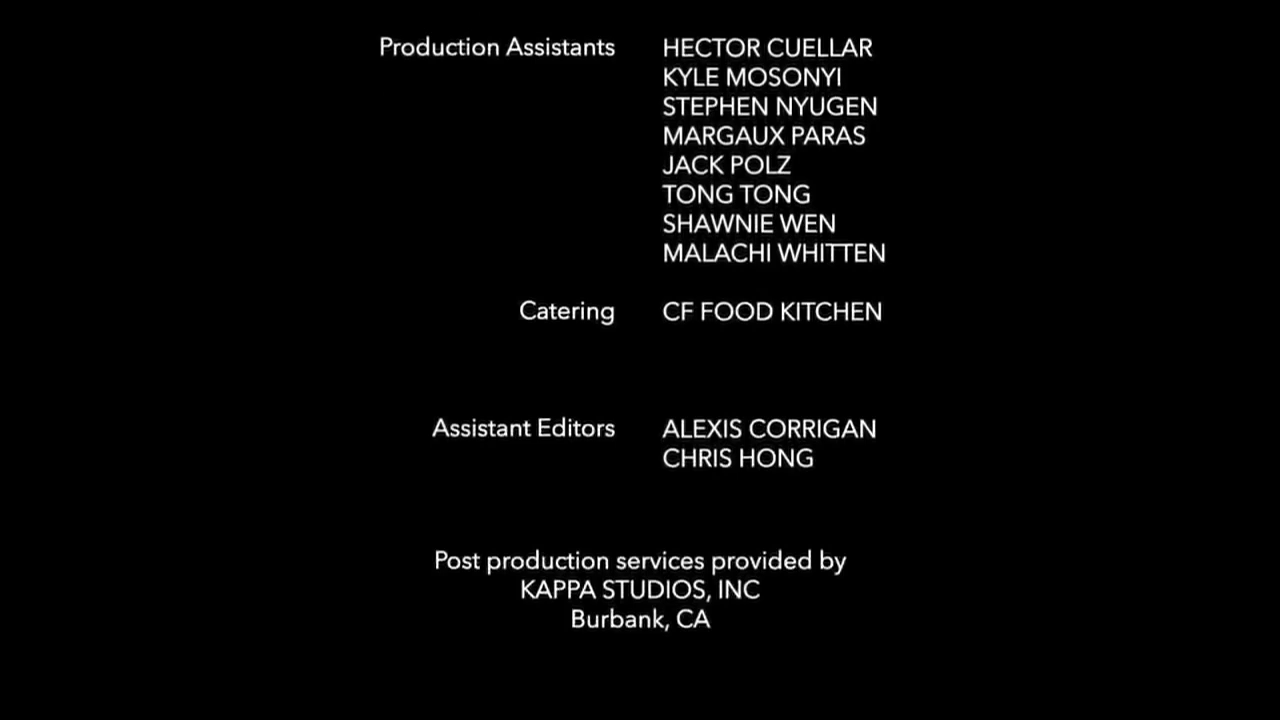 Production Assistants HECTOR CUELLAR
KYLE MOSONYI
STEPHEN NYUGEN
MARGAUX PARAS
JACK POLZ
TONG TONG
SHAWNIE WEN
MALACHI WHITTEN
Catering CF FOOD KITCHEN
Assistant Editors ALEXIS CORRIGAN
CHRIS HONG
Post production services provided by
KAPPA STUDIOS, INC
Burbank, CA